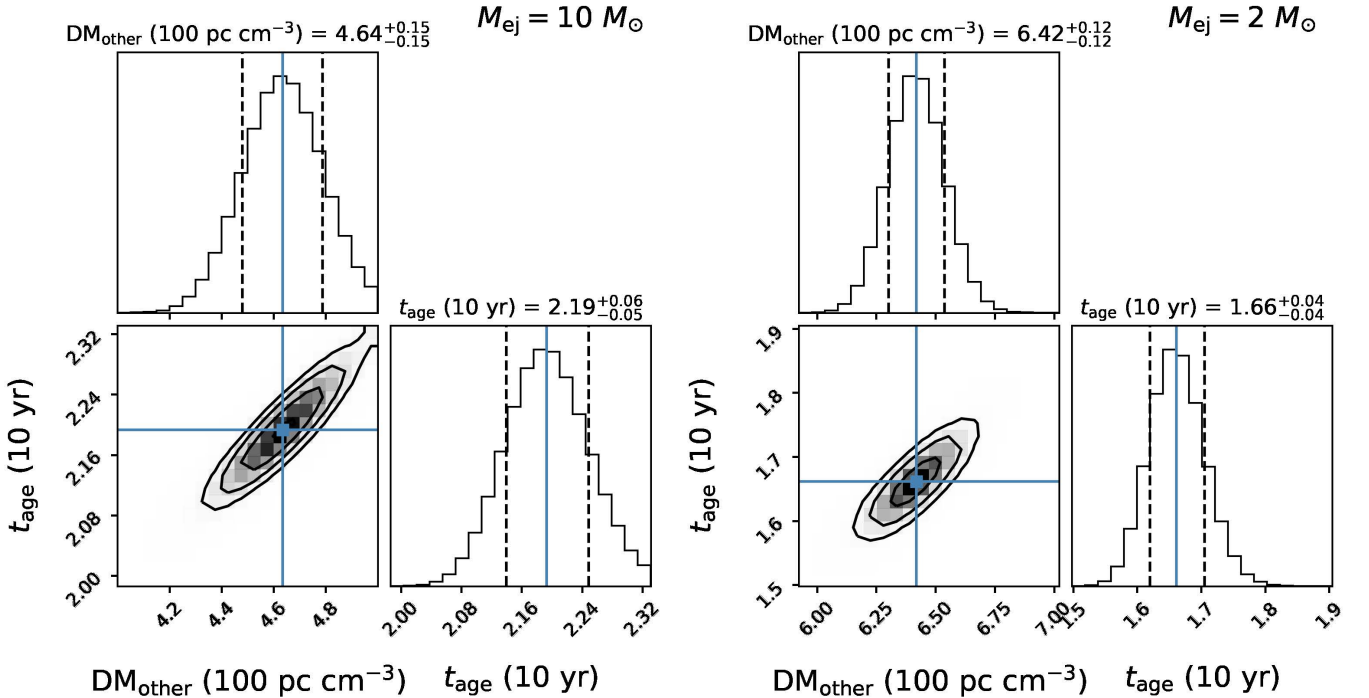 M_ej = 10 M_⊙
DM_other (100 pc cm^−3) = 4.64^+0.15_−0.15
t_age (10 yr) = 2.19^+0.06_−0.05
2.32
2.24
2.16
2.08
2.00
t_age (10 yr)
4.2 4.4 4.6 4.8
DM_other (100 pc cm^−3)
2.00 2.08 2.16 2.24 2.32
t_age (10 yr)
M_ej = 2 M_⊙
DM_other (100 pc cm^−3) = 6.42^+0.12_−0.12
t_age (10 yr) = 1.66^+0.04_−0.04
1.9
1.8
1.7
1.6
1.5
t_age (10 yr)
6.00 6.25 6.50 6.75 7.00
DM_other (100 pc cm^−3)
1.5 1.6 1.7 1.8 1.9
t_age (10 yr)